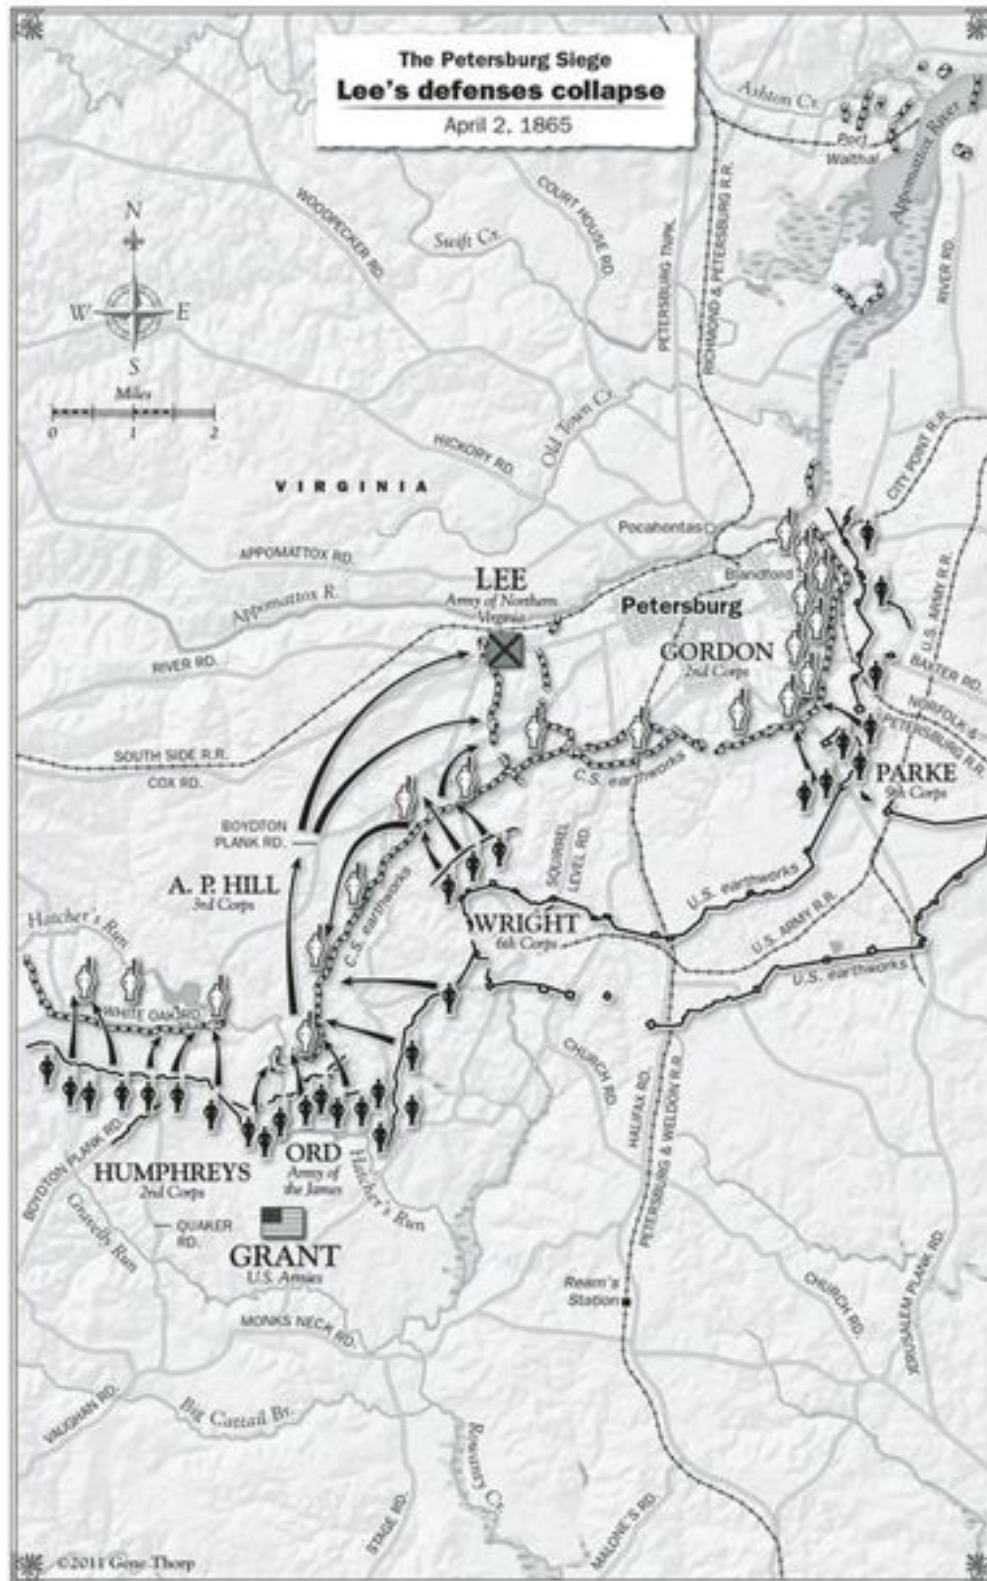 The Petersburg Siege
Lee's defenses collapse
April 2, 1865
Ashton Cr.
Port
Walthal
Appomattox River
N
W
E
S
Miles
0 1 2
WOODPECKER RD.
COURT HOUSE RD.
Swift Cr.
PETERSBURG TNPK.
RICHMOND & PETERSBURG R.R.
RIVER RD.
Old Town Cr.
HICKORY RD.
VIRGINIA
CITY POINT R.R.
Pocahontas
APPOMATTOX RD.
LEE
Army of Northern
Virginia
Blandford
Appomattox R.
Petersburg
U.S. ARMY R.R.
RIVER RD.
GORDON
2nd Corps
BAXTER RD.
NORFOLK &
PETERSBURG R.R.
SOUTH SIDE R.R.
COX RD.
C.S. earthworks
PARKE
9th Corps
BOYDTON
PLANK RD.
SQUIRREL
LEVEL RD.
A. P. HILL
3rd Corps
C.S. earthworks
U.S. earthworks
Hatcher's Run
WRIGHT
6th Corps
U.S. ARMY R.R.
U.S. earthworks
WHITE OAK RD.
CHURCH RD.
HALIFAX RD.
PETERSBURG & WELDON R.R.
BOYDTON PLANK RD.
HUMPHREYS
2nd Corps
ORD
Army of
the James
Hatcher's Run
Gravelly Run
QUAKER
RD.
GRANT
U.S. Armies
Ream's
Station
CHURCH RD.
JERUSALEM PLANK RD.
MONKS NECK RD.
VAUGHAN RD.
Big Cattail Br.
Rowanty Cr.
STAGE RD.
MALONE'S RD.
©2011 Gene Thorp